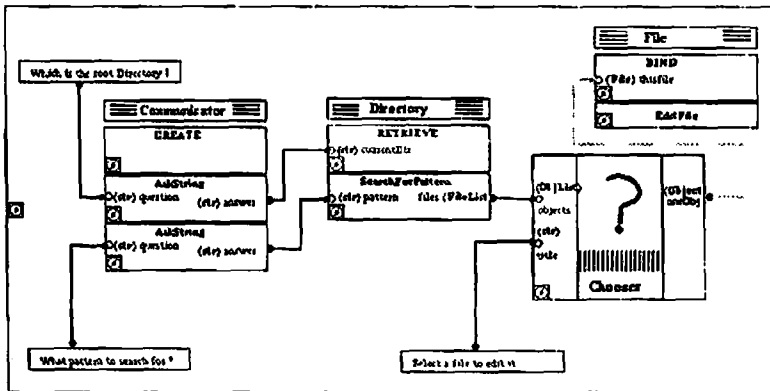 File
BIND
(File) thisfile
EditFile
Which is the root Directory ?
Communicator
CREATE
AskString
(str) question
(str) answer
AskString
(str) question
(str) answer
Directory
RETRIEVE
(str) currentDir
SearchForPattern
(str) pattern
files (FileList
objects
(str)
title
(Object
oneObj
Chooser
What pattern to search for ?
Select a file to edit it